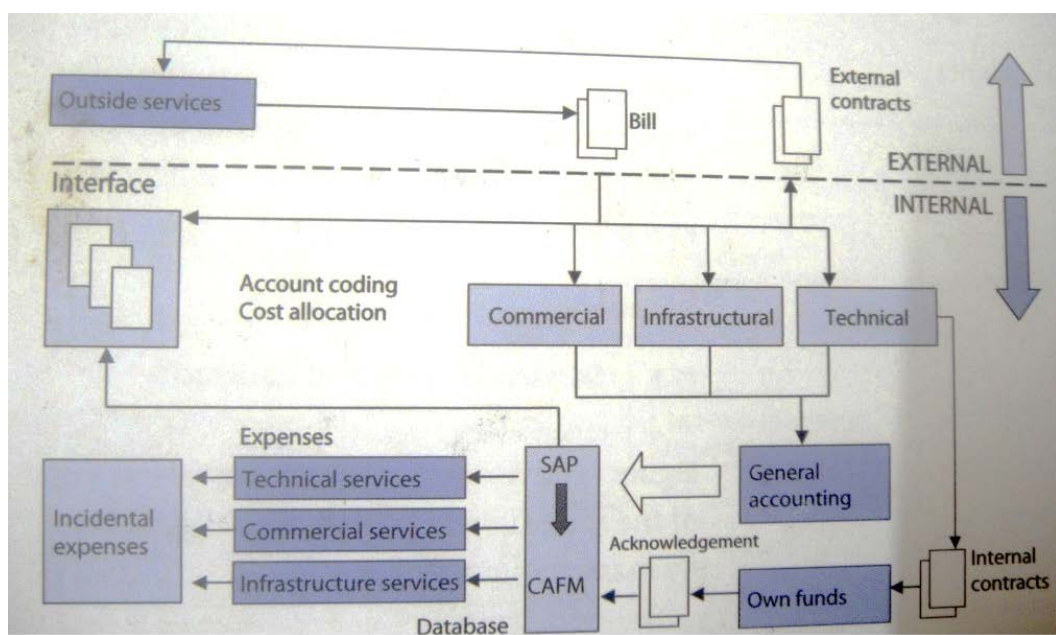 External
contracts
Outside services
Bill
EXTERNAL
Interface
INTERNAL
Account coding
Cost allocation
Commercial
Infrastructural
Technical
Expenses
SAP
General
accounting
Technical services
Incidental
expenses
Commercial services
Acknowledgement
Internal
contracts
Infrastructure services
CAFM
Own funds
Database